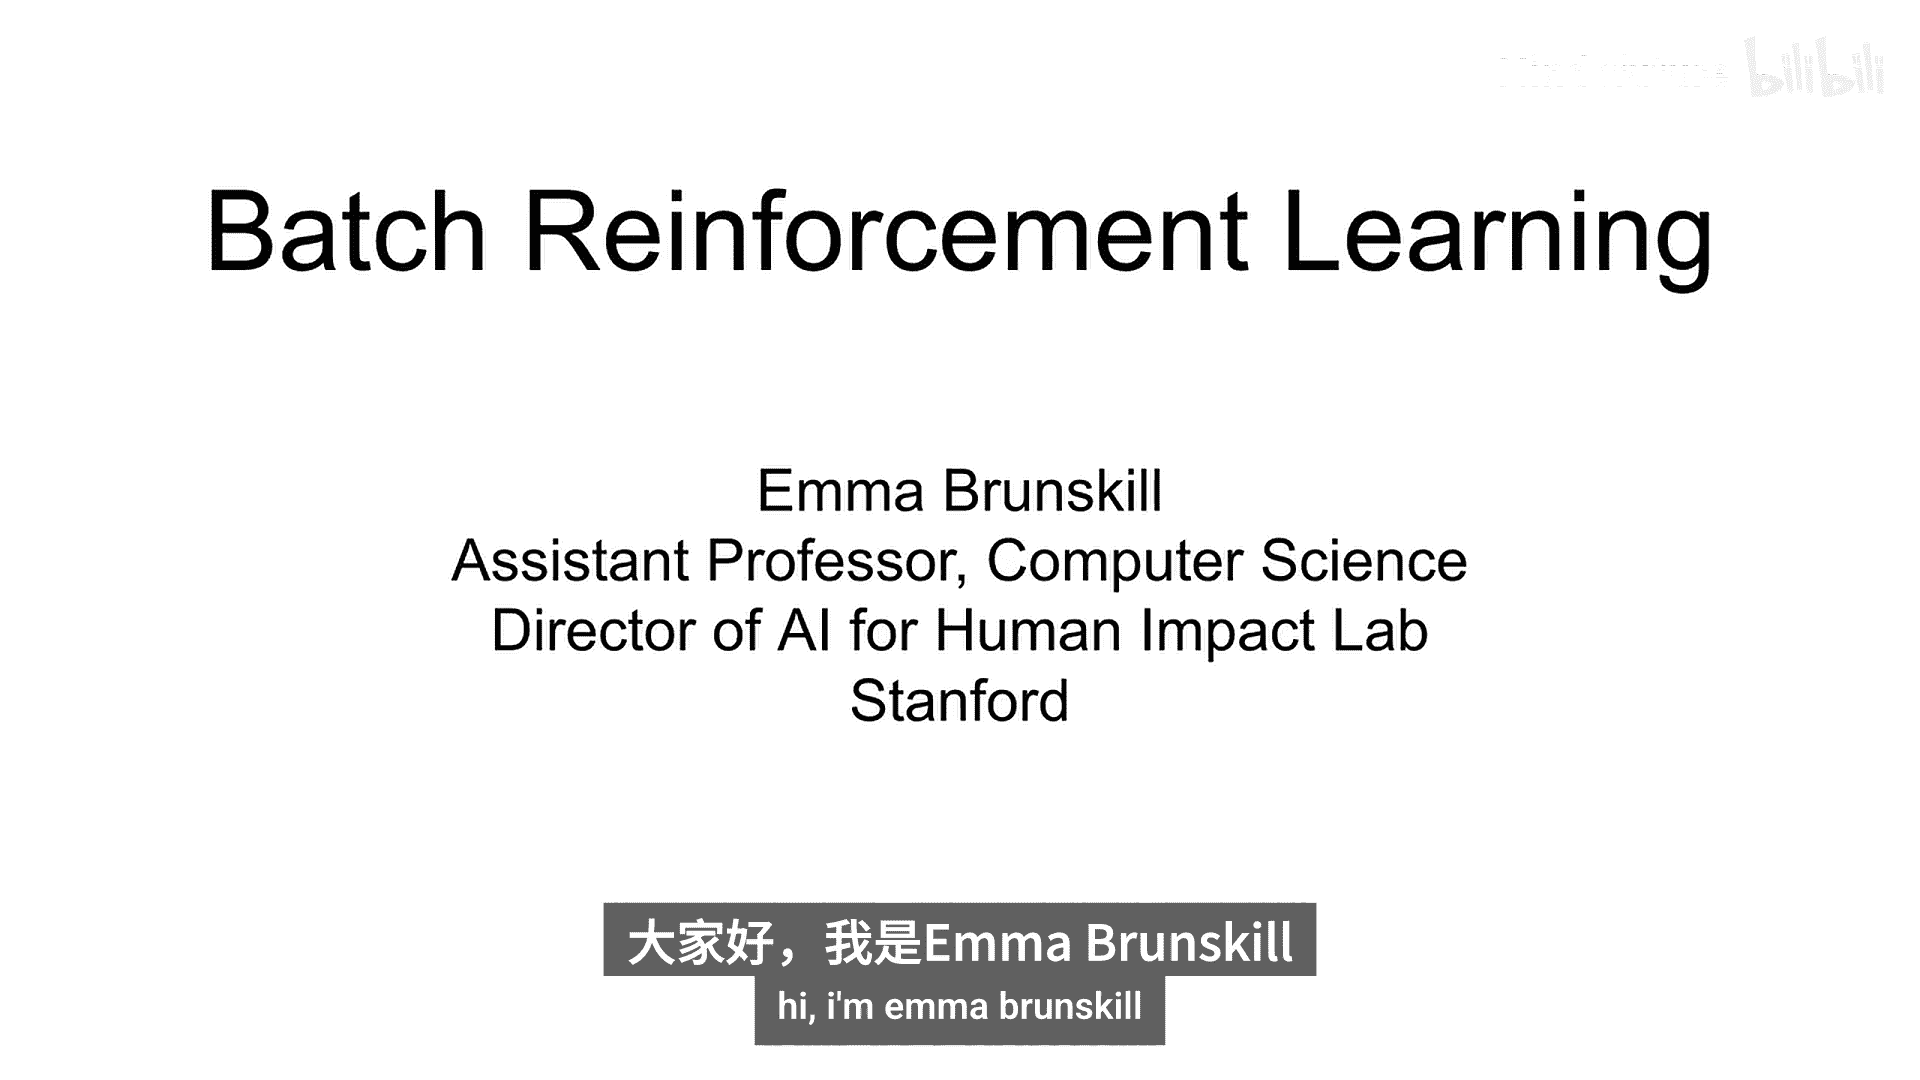 bilibili
Batch Reinforcement Learning
Emma Brunskill
Assistant Professor, Computer Science
Director of AI for Human Impact Lab
Stanford
大家好，我是Emma Brunskill
hi, i'm emma brunskill